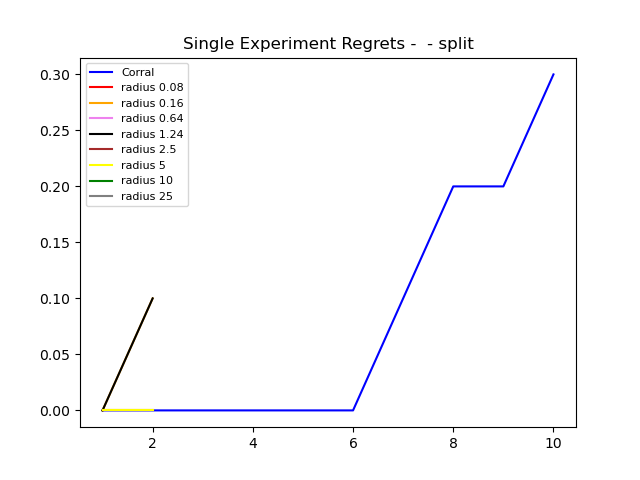 Single Experiment Regrets -  - split
Corral
radius 0.08
radius 0.16
radius 0.64
radius 1.24
radius 2.5
radius 5
radius 10
radius 25
0.30
0.25
0.20
0.15
0.10
0.05
0.00
2 4 6 8 10